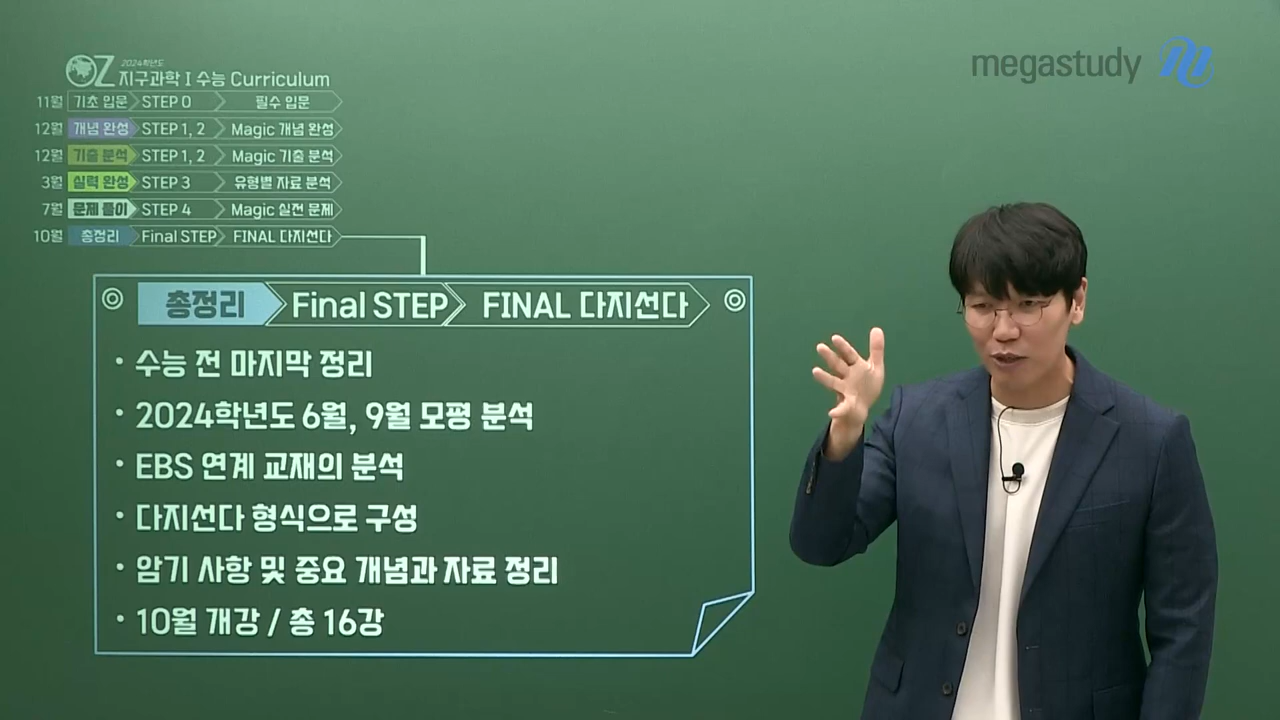 megastudy
OZ 2024학년도 지구과학 I 수능 Curriculum
11월 기초 입문 STEP 0 필수 입문
12월 개념 완성 STEP 1, 2 Magic 개념 완성
12월 기출 분석 STEP 1, 2 Magic 기출 분석
3월 실력 완성 STEP 3 유형별 자료 분석
7월 문제 풀이 STEP 4 Magic 실전 문제
10월 총정리 Final STEP FINAL 다지선다
총정리 Final STEP FINAL 다지선다
• 수능 전 마지막 정리
• 2024학년도 6월, 9월 모평 분석
• EBS 연계 교재의 분석
• 다지선다 형식으로 구성
• 암기 사항 및 중요 개념과 자료 정리
• 10월 개강 / 총 16강